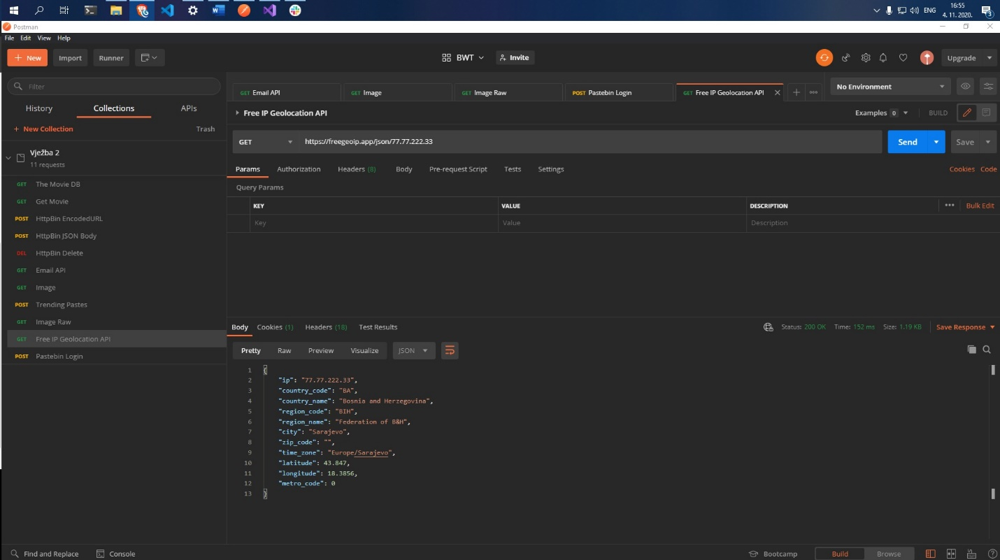 ENG
16:55
4. 11. 2020.
3
Postman
File Edit View Help
+ New Import Runner
BWT
Invite
Upgrade
Filter
History Collections APIs
+ New Collection Trash
Vježba 2
11 requests
GET The Movie DB
GET Get Movie
POST HttpBin EncodedURL
POST HttpBin JSON Body
DEL HttpBin Delete
GET Email API
GET Image
POST Trending Pastes
GET Image Raw
GET Free IP Geolocation API
POST Pastebin Login
GET Email API GET Image GET Image Raw POST Pastebin Login GET Free IP Geolocation API
No Environment
Free IP Geolocation API
Examples 0 BUILD
GET https://freegeoip.app/json/77.77.222.33
Send Save
Params Authorization Headers (8) Body Pre-request Script Tests Settings Cookies Code
Query Params
KEY VALUE DESCRIPTION Bulk Edit
Key Value Description
Body Cookies (1) Headers (18) Test Results Status: 200 OK Time: 152 ms Size: 1.19 KB Save Response
Pretty Raw Preview Visualize JSON
1 {
2 "ip": "77.77.222.33",
3 "country_code": "BA",
4 "country_name": "Bosnia and Herzegovina",
5 "region_code": "BIH",
6 "region_name": "Federation of B&H",
7 "city": "Sarajevo",
8 "zip_code": "",
9 "time_zone": "Europe/Sarajevo",
10 "latitude": 43.847,
11 "longitude": 18.3856,
12 "metro_code": 0
13 }
Find and Replace Console Bootcamp Build Browse